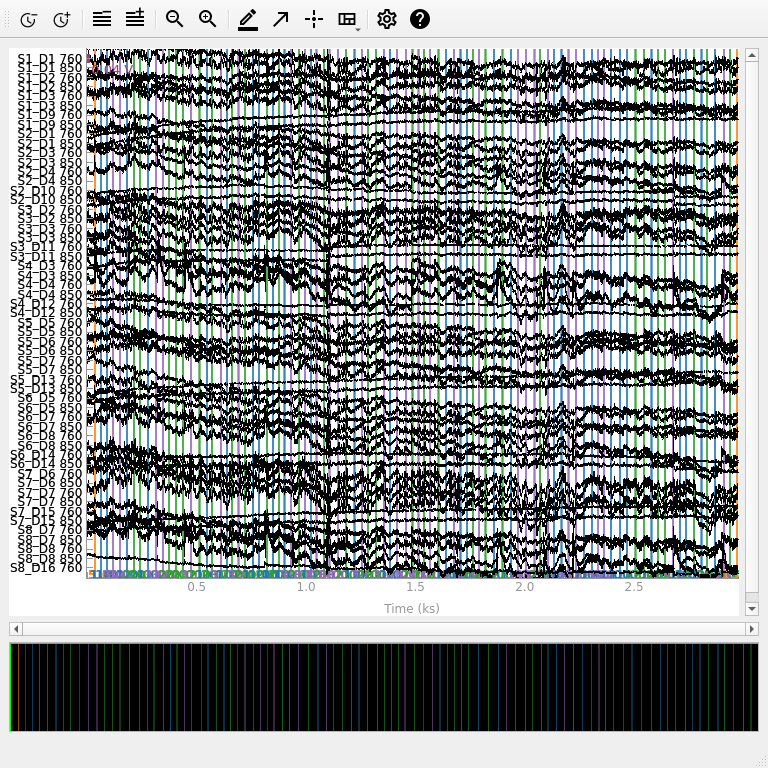 S1_D1 760
S1_D1 850
S1_D2 760
S1_D2 850
S1_D3 760
S1_D3 850
S1_D9 760
S1_D9 850
S2_D1 760
S2_D1 850
S2_D3 760
S2_D3 850
S2_D4 760
S2_D4 850
S2_D10 760
S2_D10 850
S3_D2 760
S3_D2 850
S3_D3 760
S3_D3 850
S3_D11 760
S3_D11 850
S4_D3 760
S4_D3 850
S4_D4 760
S4_D4 850
S4_D12 760
S4_D12 850
S5_D5 760
S5_D5 850
S5_D6 760
S5_D6 850
S5_D7 760
S5_D7 850
S5_D13 760
S5_D13 850
S6_D5 760
S6_D5 850
S6_D7 760
S6_D7 850
S6_D8 760
S6_D8 850
S6_D14 760
S6_D14 850
S7_D6 760
S7_D6 850
S7_D7 760
S7_D7 850
S7_D15 760
S7_D15 850
S8_D7 760
S8_D7 850
S8_D8 760
S8_D8 850
S8_D16 760
0.5 1.0 1.5 2.0 2.5
Time (ks)